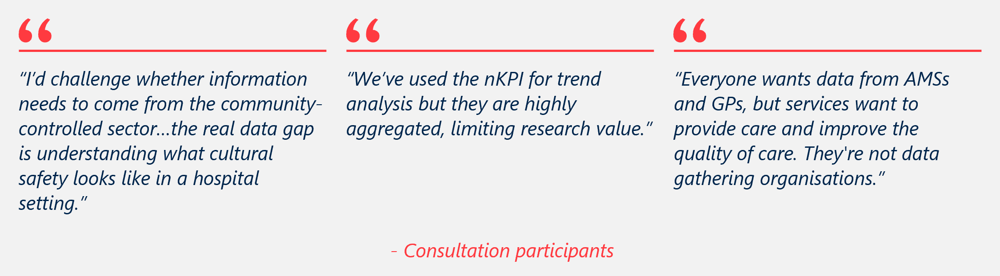 “I’d challenge whether information
needs to come from the community-
controlled sector…the real data gap
is understanding what cultural
safety looks like in a hospital
setting.”
“We’ve used the nKPI for trend
analysis but they are highly
aggregated, limiting research value.”
“Everyone wants data from AMSs
and GPs, but services want to
provide care and improve the
quality of care. They're not data
gathering organisations.”
- Consultation participants